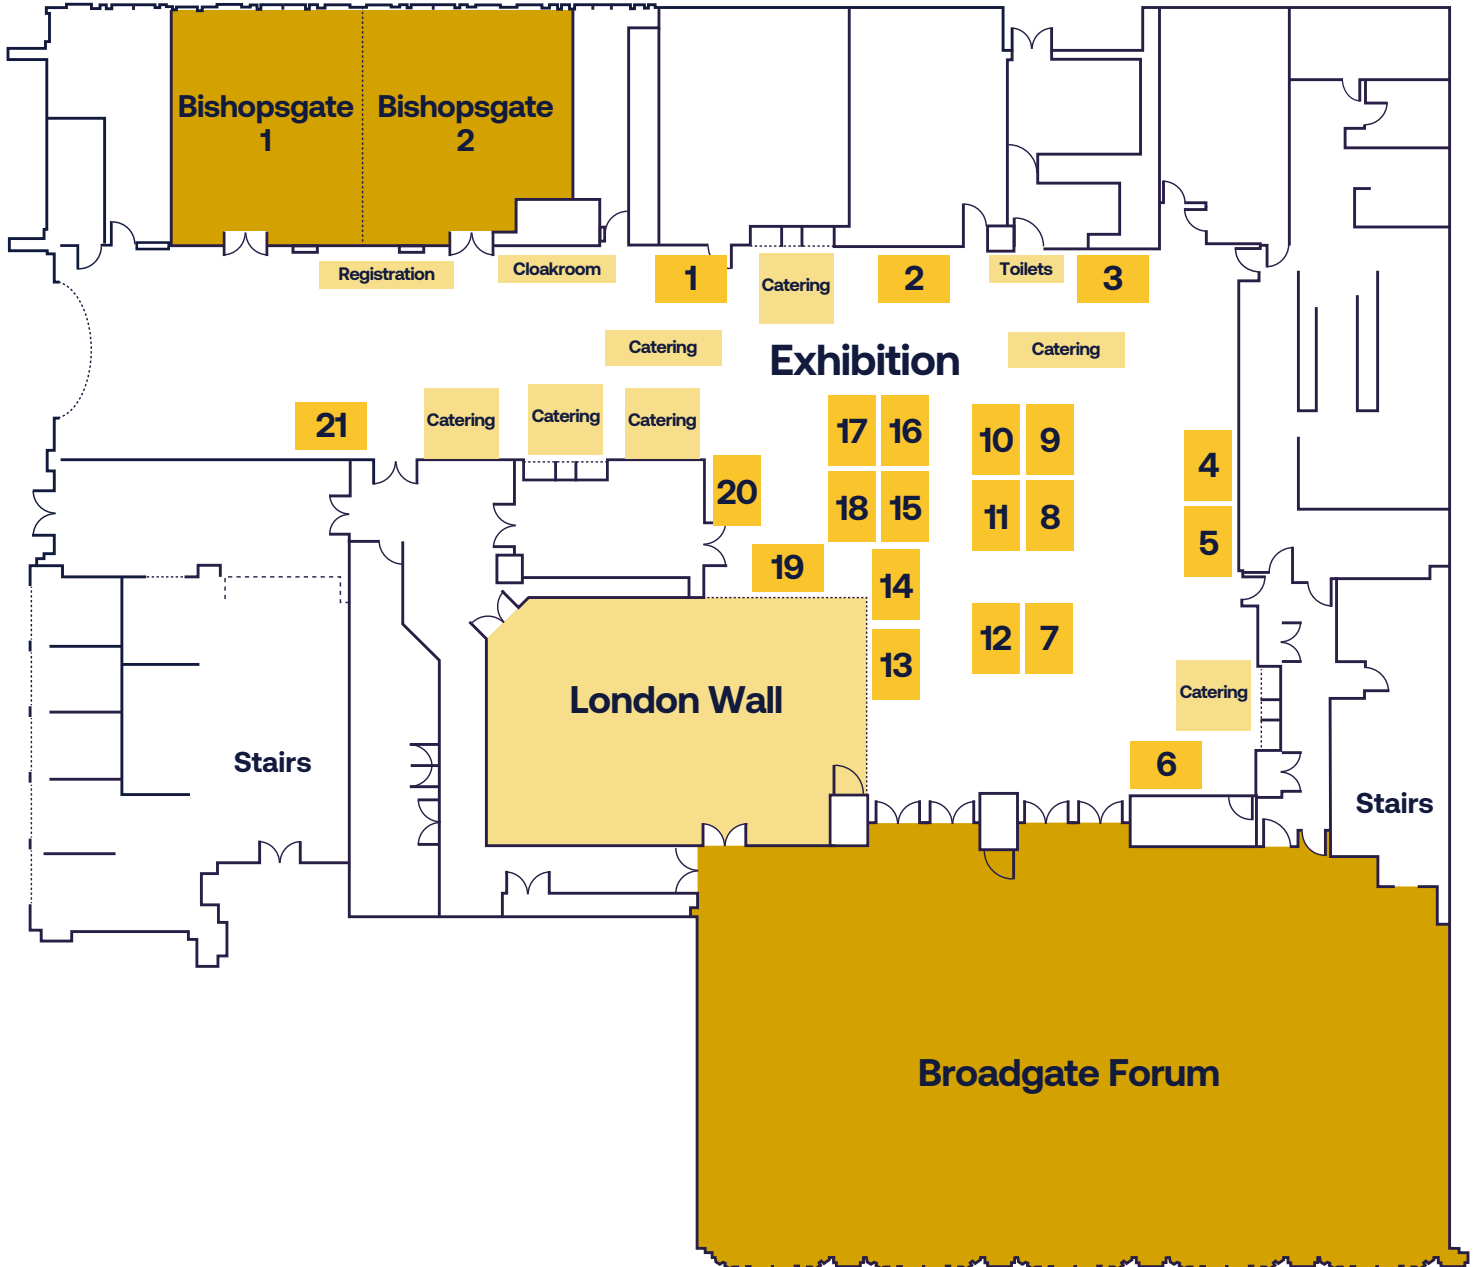 Bishopsgate
1
Bishopsgate
2
Registration
Cloakroom
1
Catering
2
Toilets
3
Catering
Exhibition
Catering
21
Catering
Catering
Catering
17
16
10
9
4
20
18
15
11
8
5
19
14
12
7
13
London Wall
Catering
Stairs
6
Stairs
Broadgate Forum